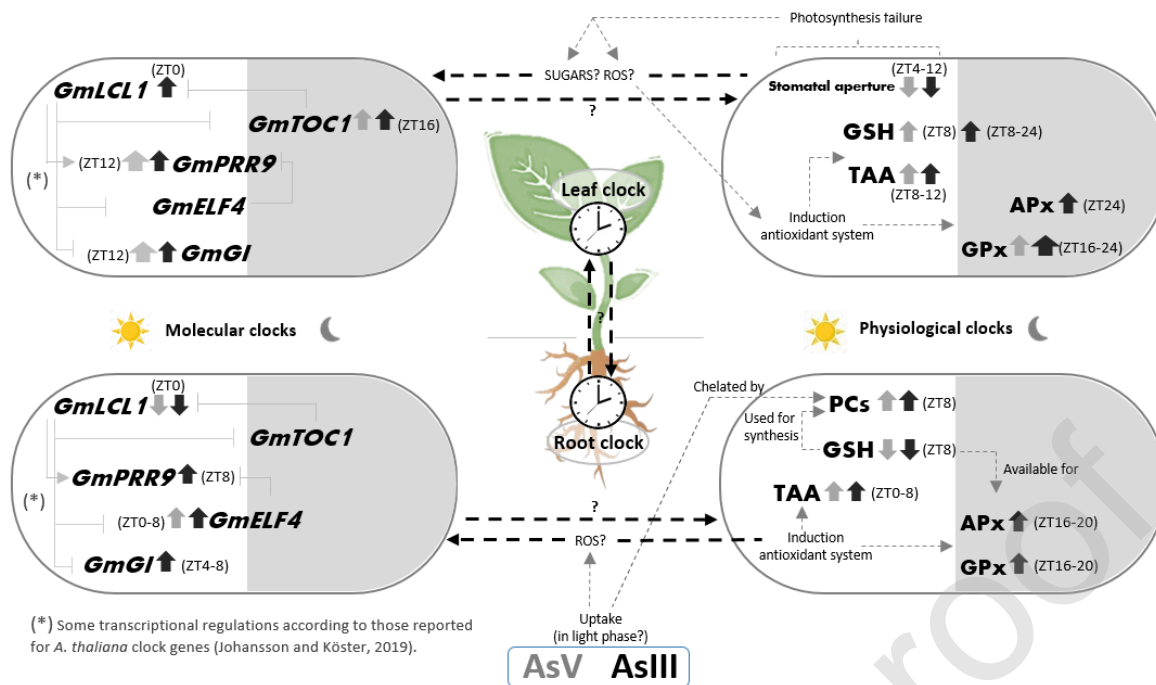 Photosynthesis failure
(ZT0)
GmLCL1
GmTOC1 (ZT16)
(ZT12) GmPRR9
(*)
GmELF4
(ZT12) GmGI
SUGARS? ROS?
?
Leaf clock
?
(ZT4-12)
Stomatal aperture
GSH (ZT8) (ZT8-24)
TAA
(ZT8-12)
Induction
antioxidant system
APx (ZT24)
GPx (ZT16-24)
Molecular clocks
Physiological clocks
(ZT0)
GmLCL1
GmTOC1
GmPRR9 (ZT8)
(*)
(ZT0-8) GmELF4
GmGI (ZT4-8)
Root clock
?
ROS?
Chelated by
PCs (ZT8)
Used for
synthesis
GSH (ZT8)
Available for
TAA (ZT0-8)
Induction
antioxidant system
APx (ZT16-20)
GPx (ZT16-20)
Uptake
(in light phase?)
AsV AsIII
(*) Some transcriptional regulations according to those reported
for A. thaliana clock genes (Johansson and Köster, 2019).
roof